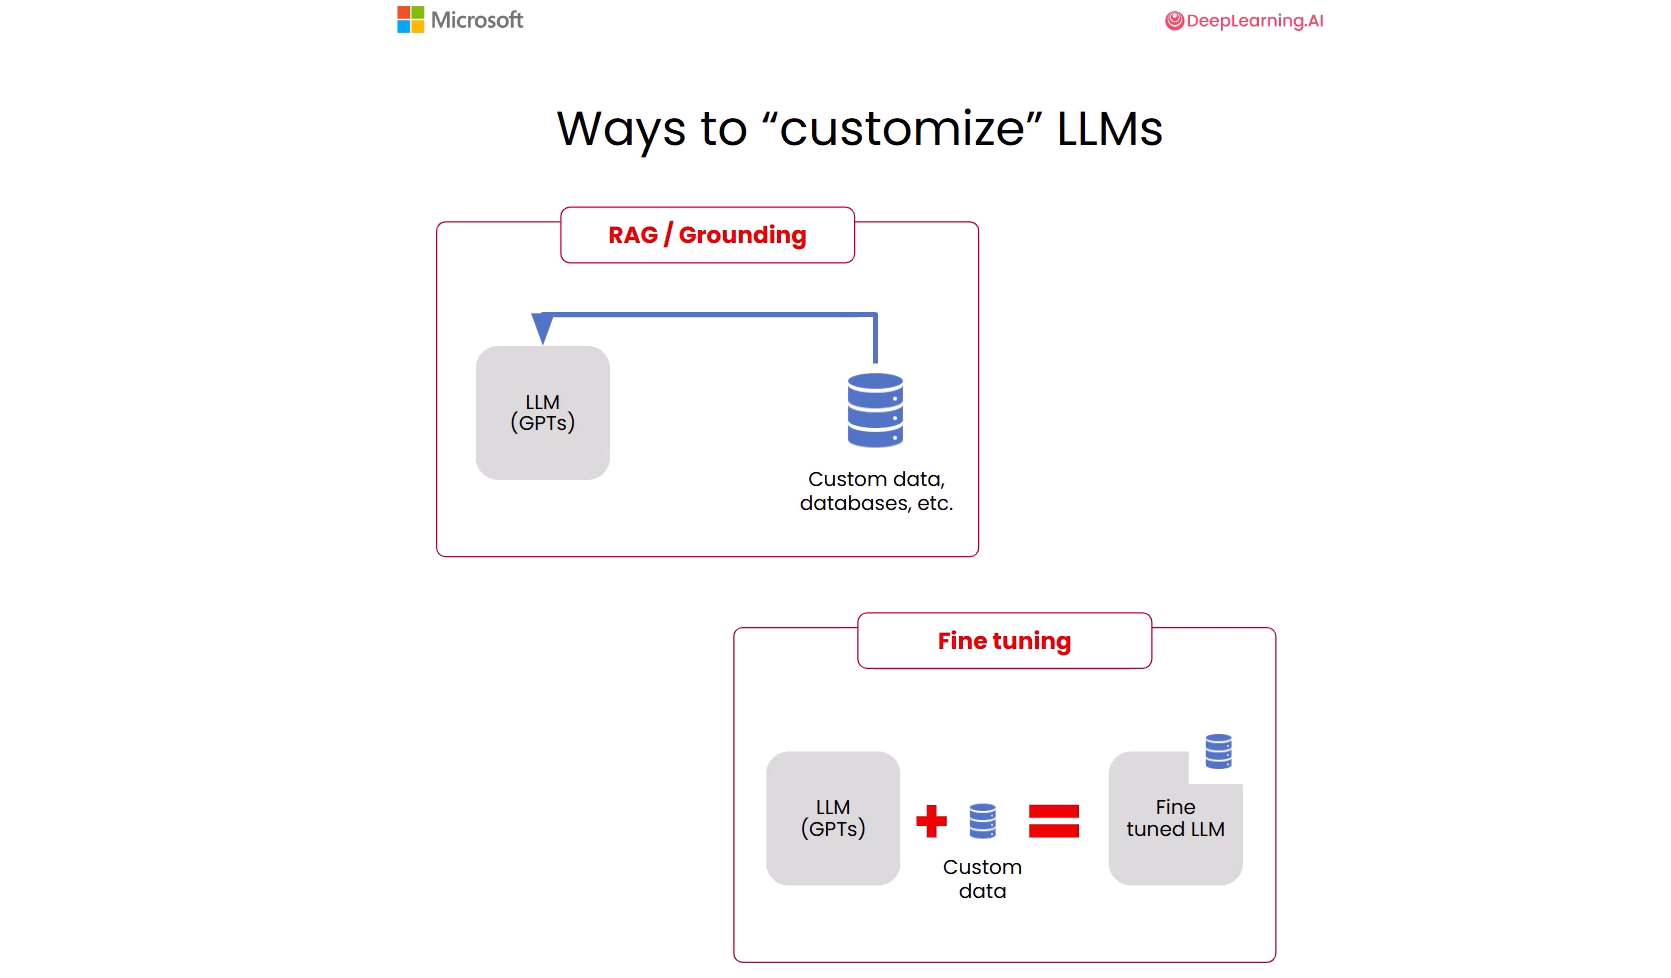 Microsoft
DeepLearning.AI
Ways to “customize” LLMs
RAG / Grounding
LLM
(GPTs)
Custom data,
databases, etc.
Fine tuning
LLM
(GPTs)
Custom
data
Fine
tuned LLM